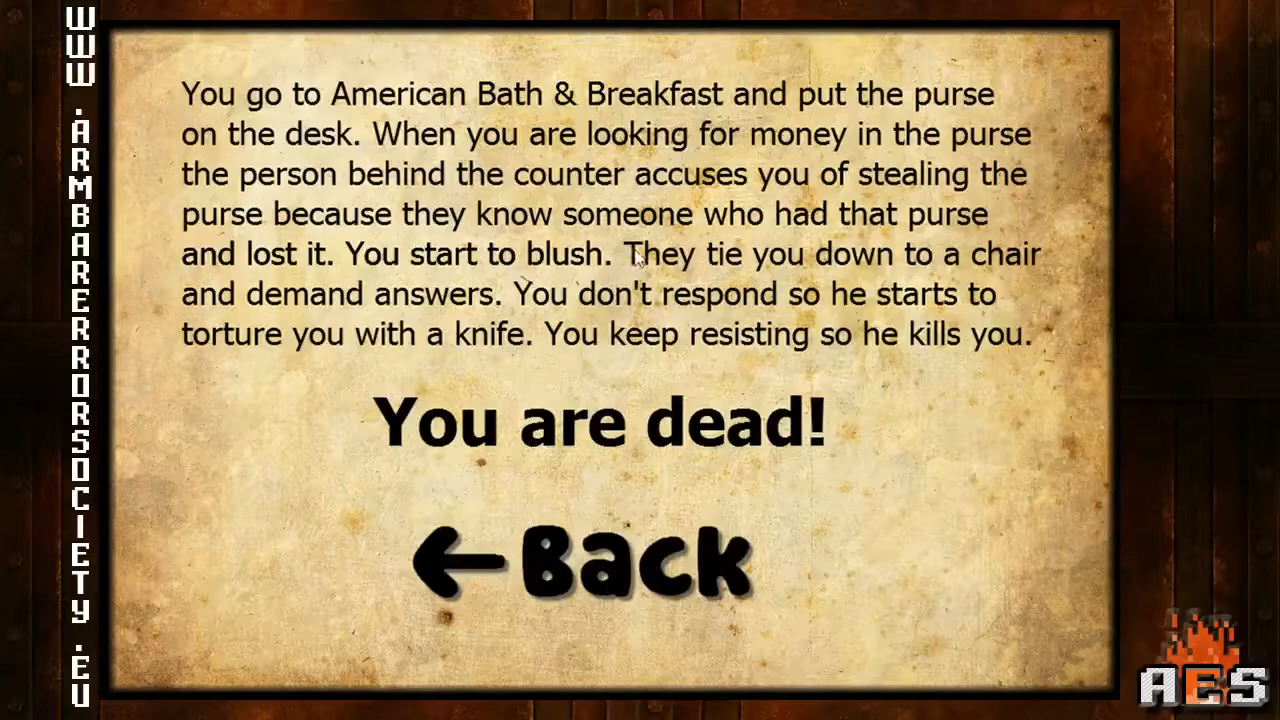 WWW.ARMBARERRORSOCIETY.EU
You go to American Bath & Breakfast and put the purse
on the desk. When you are looking for money in the purse
the person behind the counter accuses you of stealing the
purse because they know someone who had that purse
and lost it. You start to blush. They tie you down to a chair
and demand answers. You don't respond so he starts to
torture you with a knife. You keep resisting so he kills you.
You are dead!
←Back
AES